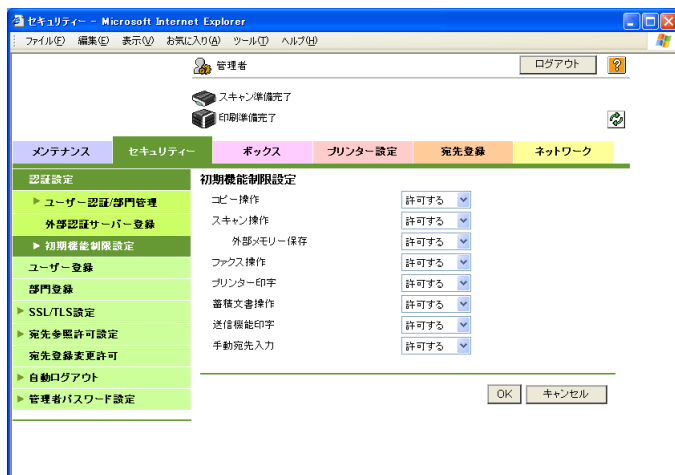 セキュリティー - Microsoft Internet Explorer
ファイル(F) 編集(E) 表示(V) お気に入り(A) ツール(T) ヘルプ(H)
管理者 ログアウト ?
スキャン準備完了
印刷準備完了
メンテナンス セキュリティー ボックス プリンター設定 宛先登録 ネットワーク
認証設定
ユーザー認証/部門管理
外部認証サーバー登録
初期機能制限設定
ユーザー登録
部門登録
SSL/TLS設定
宛先参照許可設定
宛先登録変更許可
自動ログアウト
管理者パスワード設定
初期機能制限設定
コピー操作 許可する
スキャン操作 許可する
外部メモリー保存 許可する
ファクス操作 許可する
プリンター印字 許可する
蓄積文書操作 許可する
送信機能印字 許可する
手動宛先入力 許可する
OK キャンセル